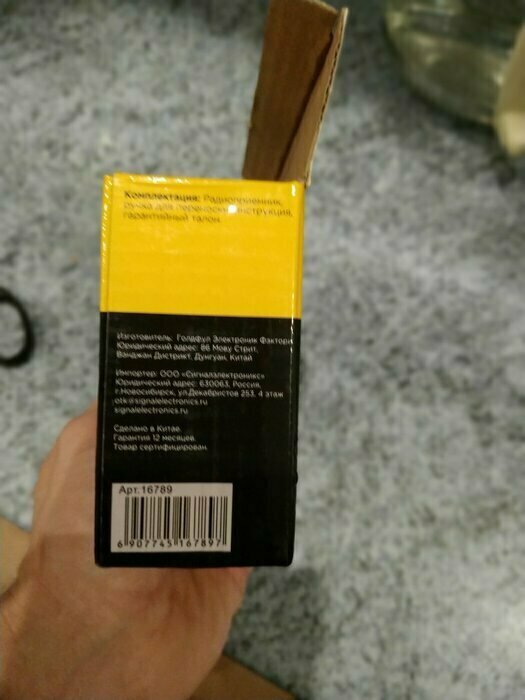 Комплектация: Радиоприемник,
ручка для переноски, инструкция,
гарантийный талон.
Изготовитель: Голдфул Электроник Фактори
Юридический адрес: 86 Мову Стрит,
Ванджан Дистрикт, Дунгуан, Китай
Импортер: ООО «Сигналэлектроникс»
Юридический адрес: 630063, Россия,
г.Новосибирск, ул.Декабристов 253, 4 этаж
otk@signalelectronics.ru
signalelectronics.ru
Сделано в Китае.
Гарантия 12 месяцев.
Товар сертифицирован.
Арт.16789
6 907745 167897